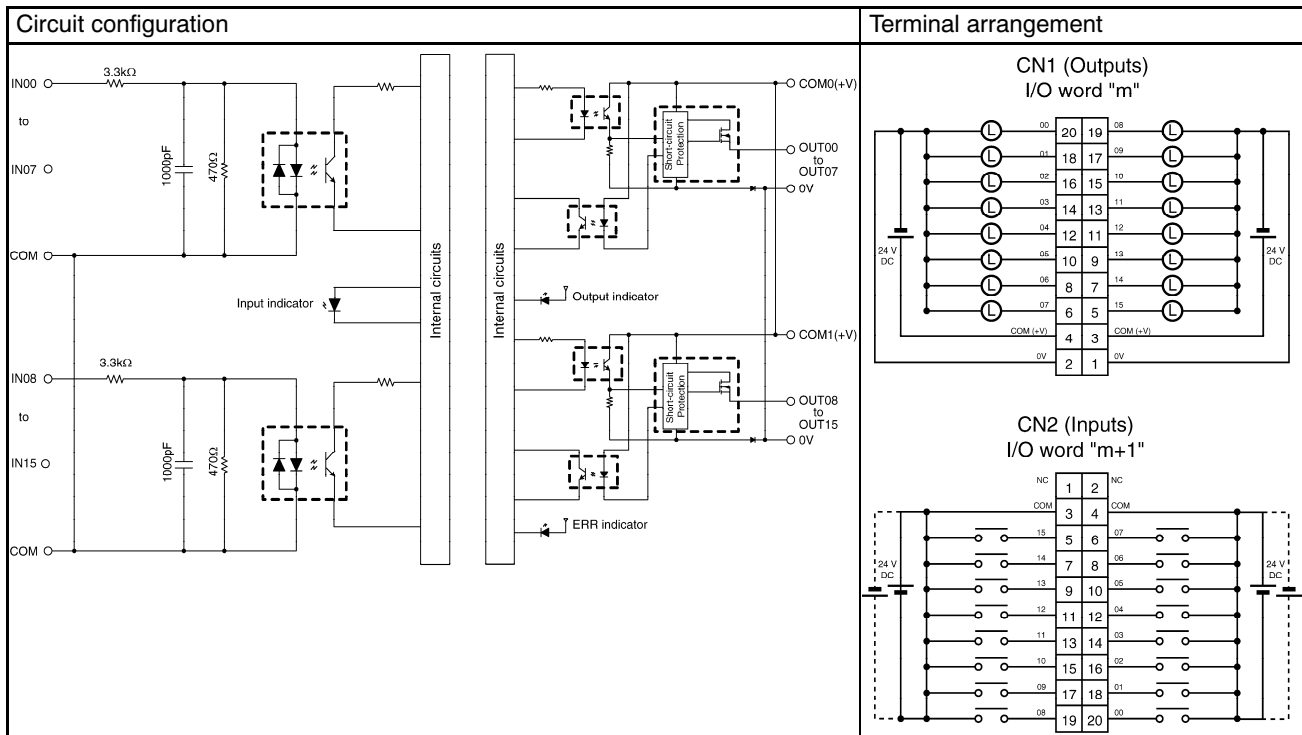 Circuit configuration
Terminal arrangement
IN00
3.3kΩ
to
IN07
1000pF
470Ω
COM
Input indicator
IN08
3.3kΩ
to
IN15
1000pF
470Ω
COM
Internal circuits
Internal circuits
COM0(+V)
Short-circuit
Protection
OUT00
to
OUT07
0V
Output indicator
COM1(+V)
Short-circuit
Protection
OUT08
to
OUT15
0V
ERR indicator
CN1 (Outputs)
I/O word "m"
L 00 20 19 08 L
L 01 18 17 09 L
L 02 16 15 10 L
L 03 14 13 11 L
L 04 12 11 12 L
24 V
DC
24 V
DC
L 05 10 9 13 L
L 06 8 7 14 L
L 07 6 5 15 L
COM (+V) 4 3 COM (+V)
0V 2 1 0V
CN2 (Inputs)
I/O word "m+1"
NC 1 2 NC
COM 3 4 COM
15 5 6 07
14 7 8 06
24 V
DC
24 V
DC
13 9 10 05
12 11 12 04
11 13 14 03
10 15 16 02
09 17 18 01
08 19 20 00